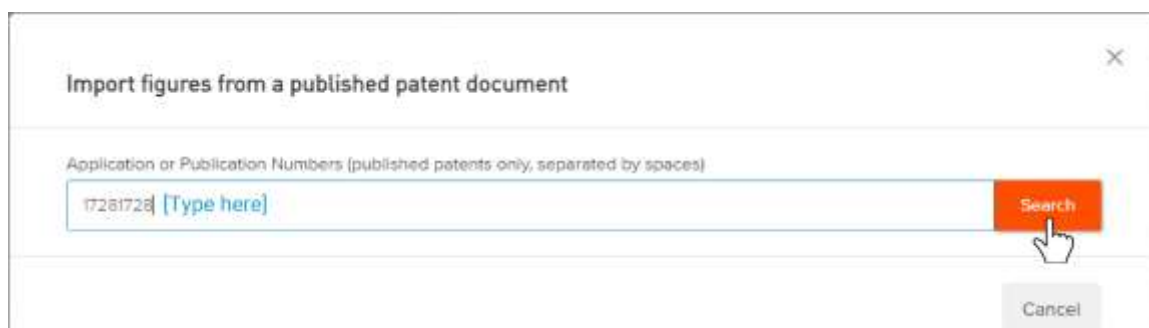 Import figures from a published patent document
Application or Publication Numbers (published patents only, separated by spaces)
17281728 [Type here]
Search
Cancel